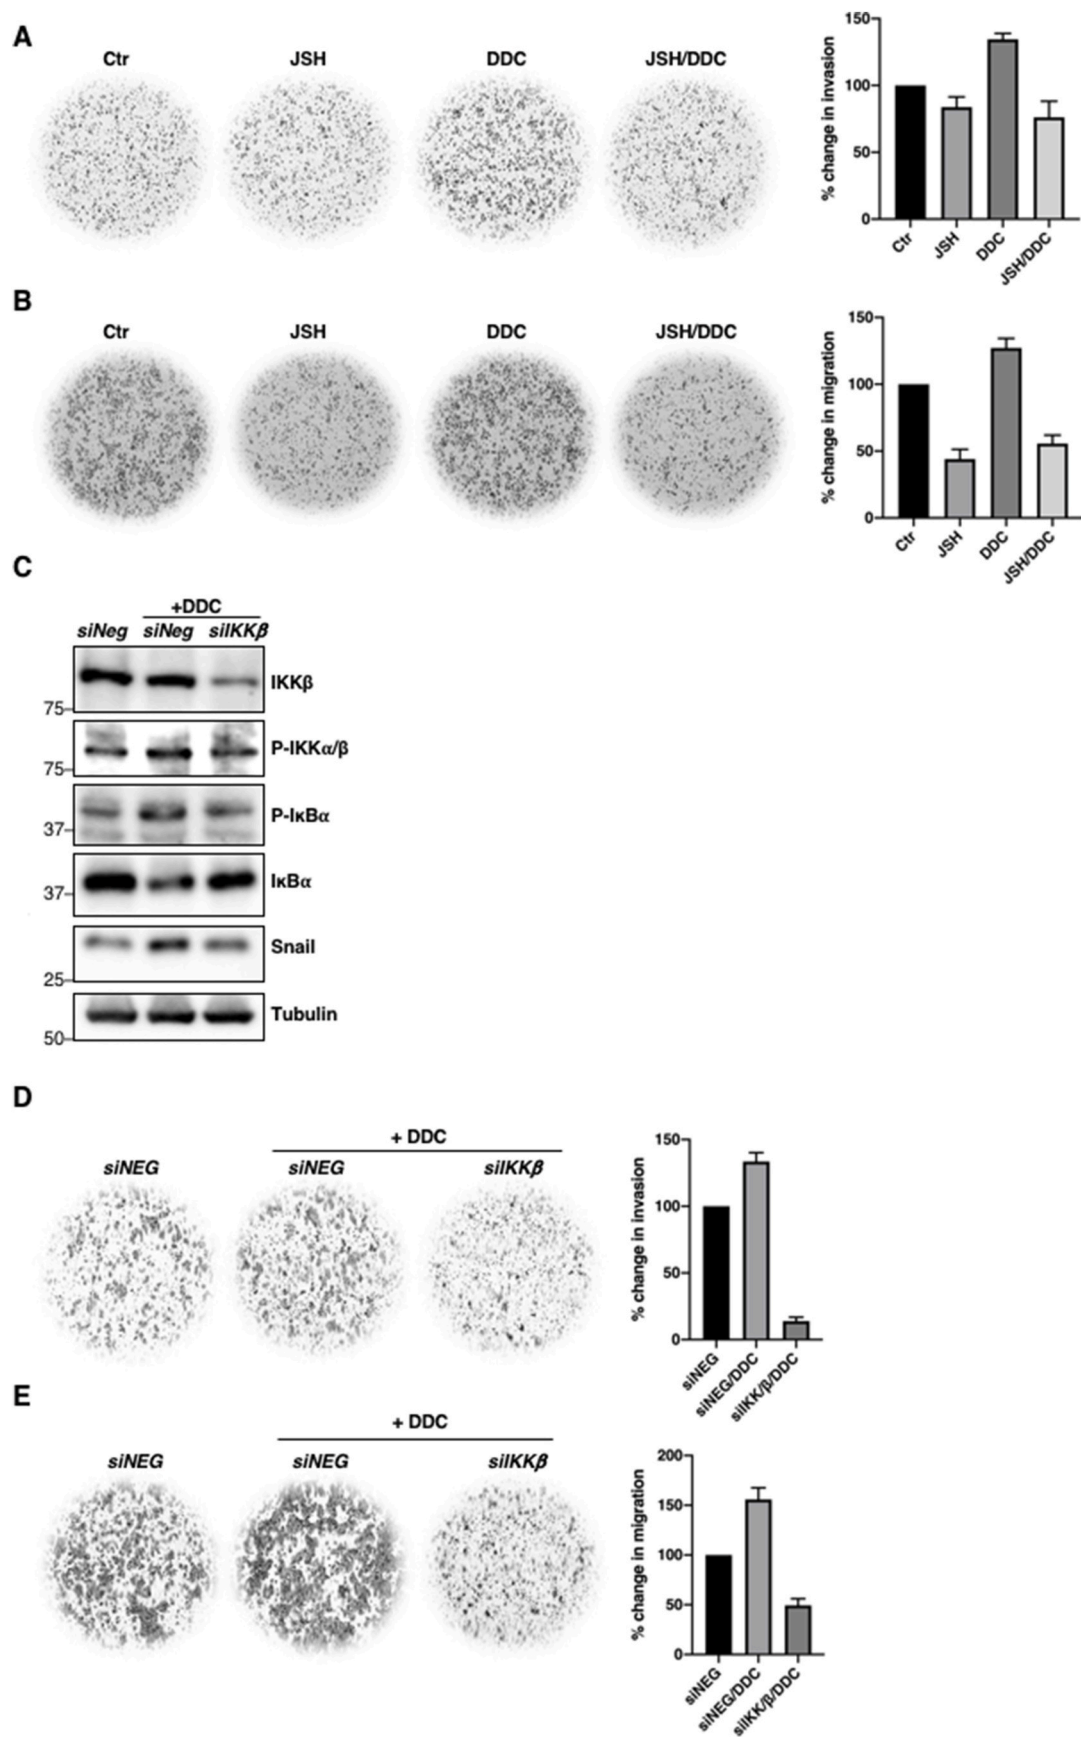 A
Ctr JSH DDC JSH/DDC
150
100
50
0
% change in invasion
Ctr JSH DDC JSH/DDC
B
Ctr JSH DDC JSH/DDC
150
100
50
0
% change in migration
Ctr JSH DDC JSH/DDC
C
+DDC
siNeg siNeg siIKKβ
IKKβ
75
P-IKKα/β
75
P-IκBα
37
IκBα
37
Snail
25
Tubulin
50
D
+ DDC
siNEG siNEG siIKKβ
150
100
50
0
% change in invasion
siNEG siNEG/DDC siIKK/β/DDC
E
+ DDC
siNEG siNEG siIKKβ
200
150
100
50
0
% change in migration
siNEG siNEG/DDC siIKK/β/DDC